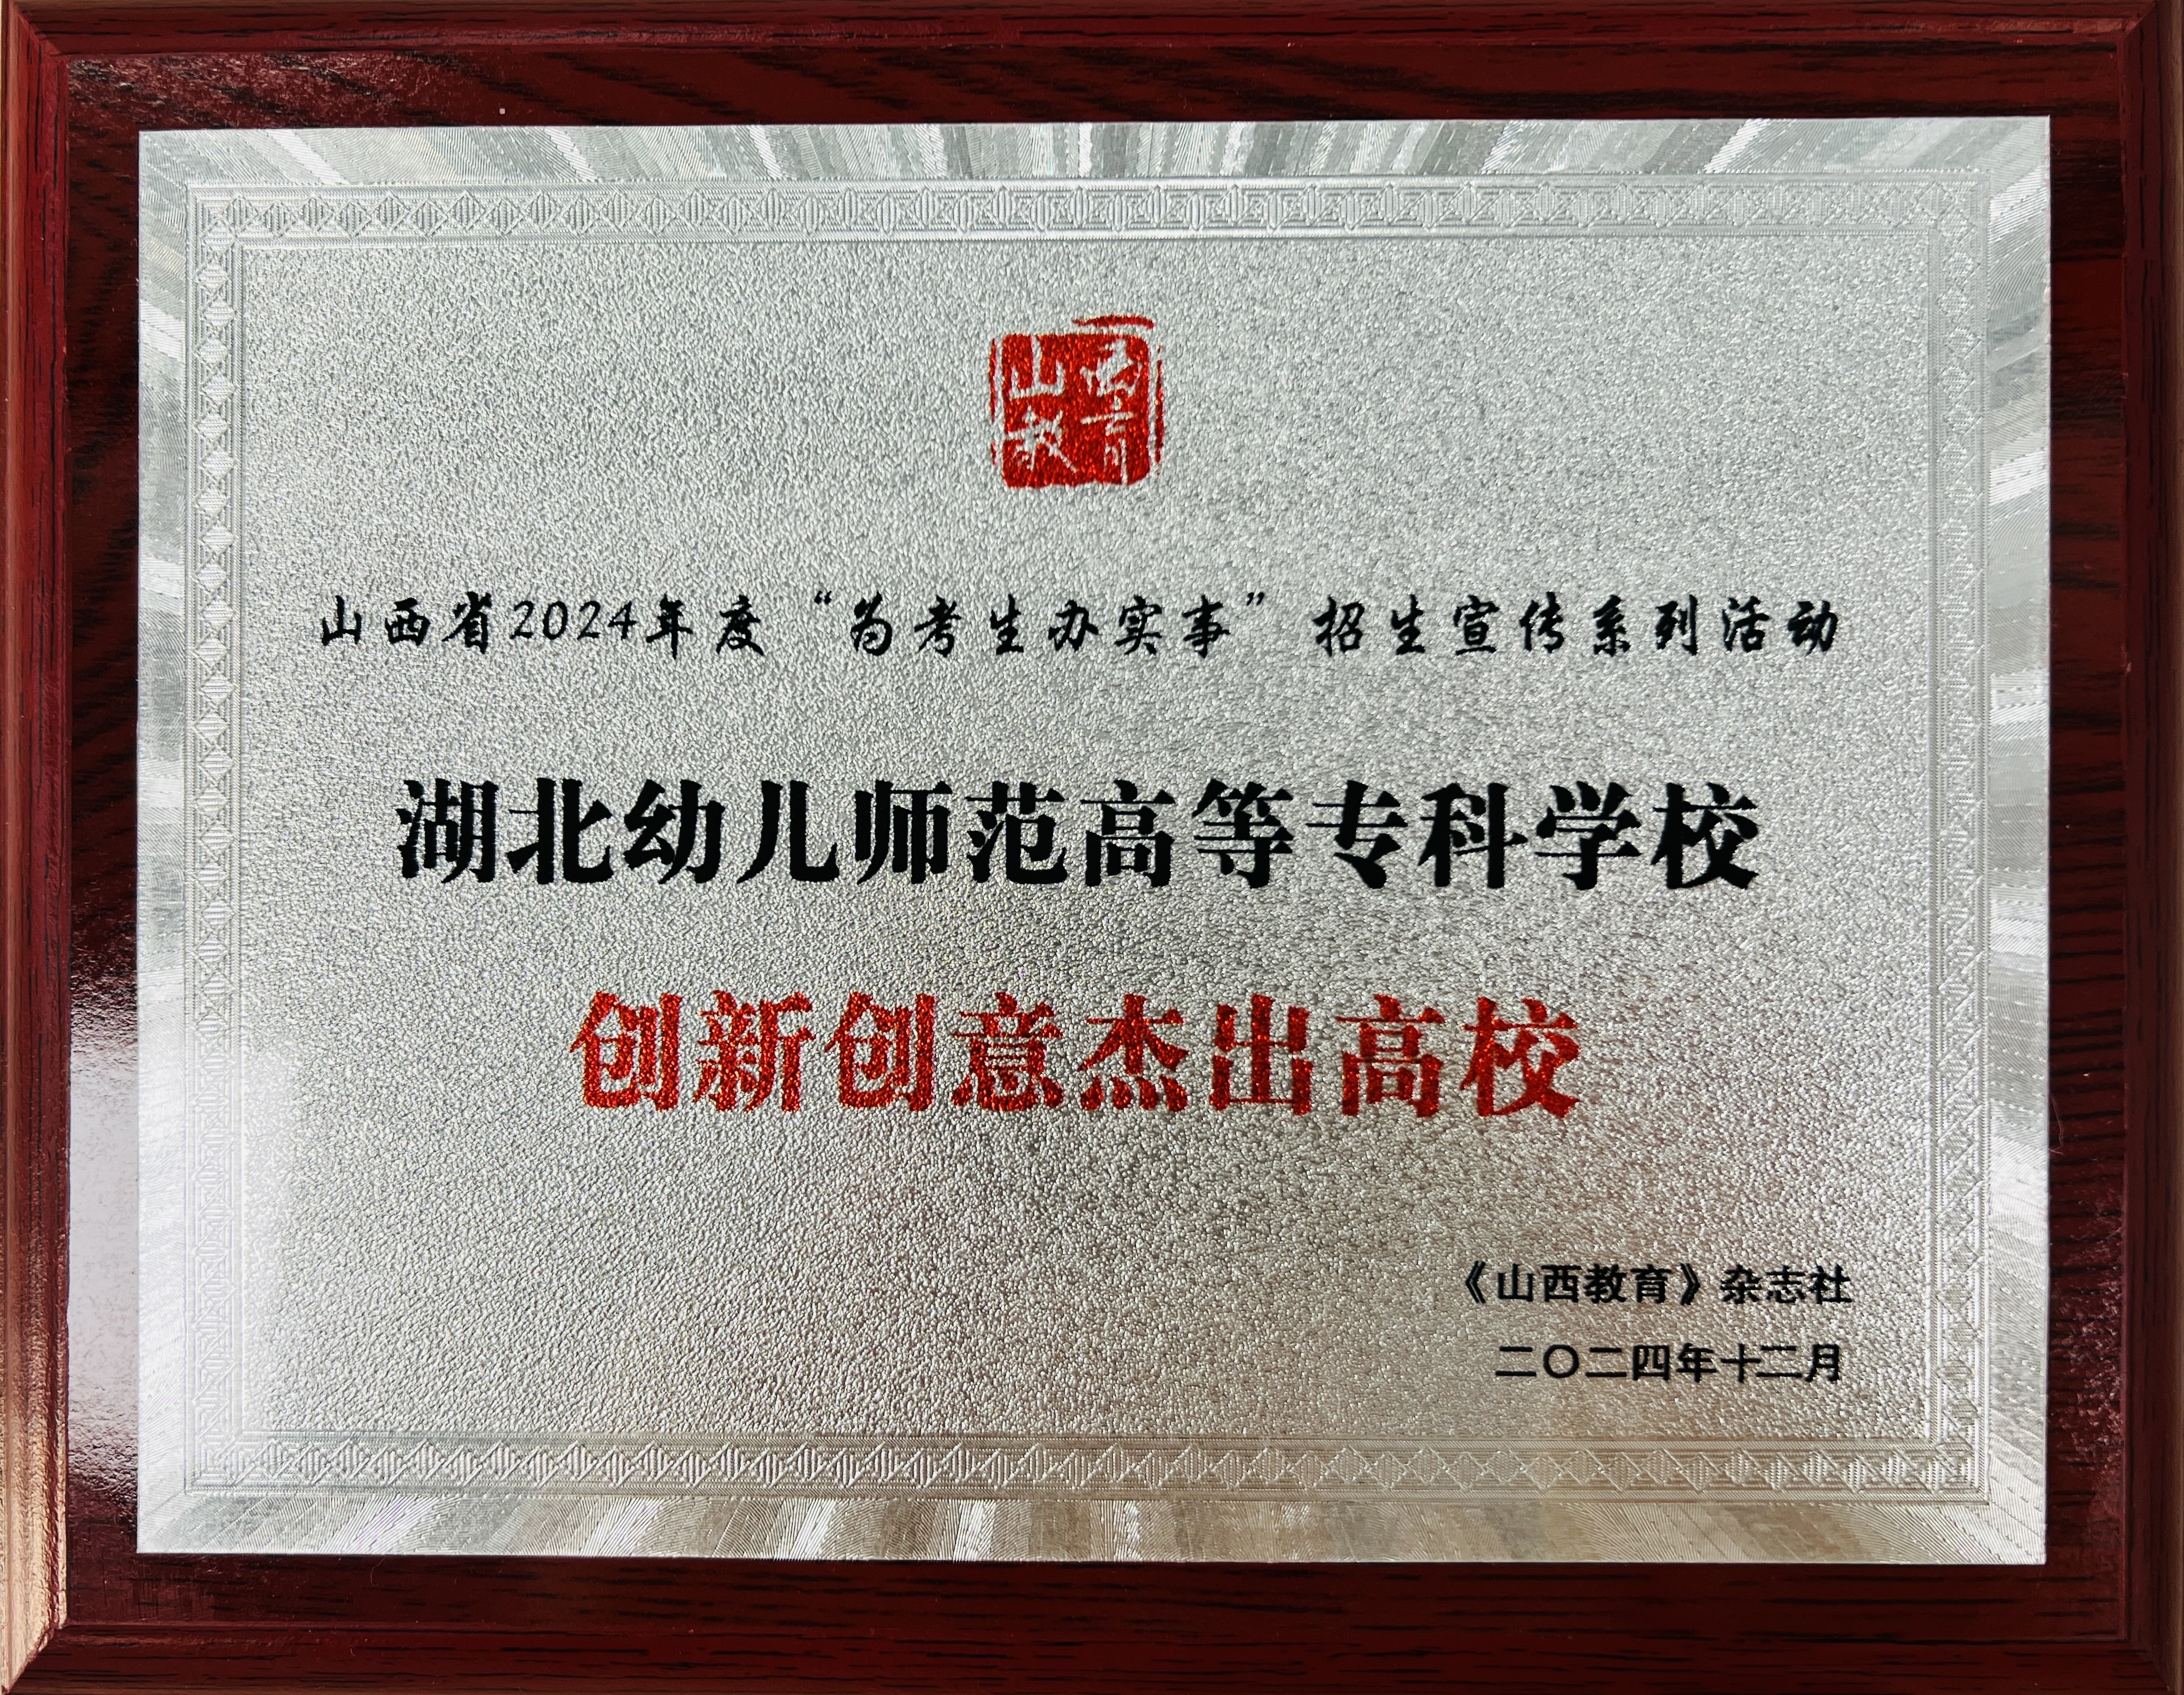 山西
教育
山西省2024年度“为考生办实事”招生宣传系列活动
湖北幼儿师范高等专科学校
创新创意杰出高校
《山西教育》杂志社
二〇二四年十二月